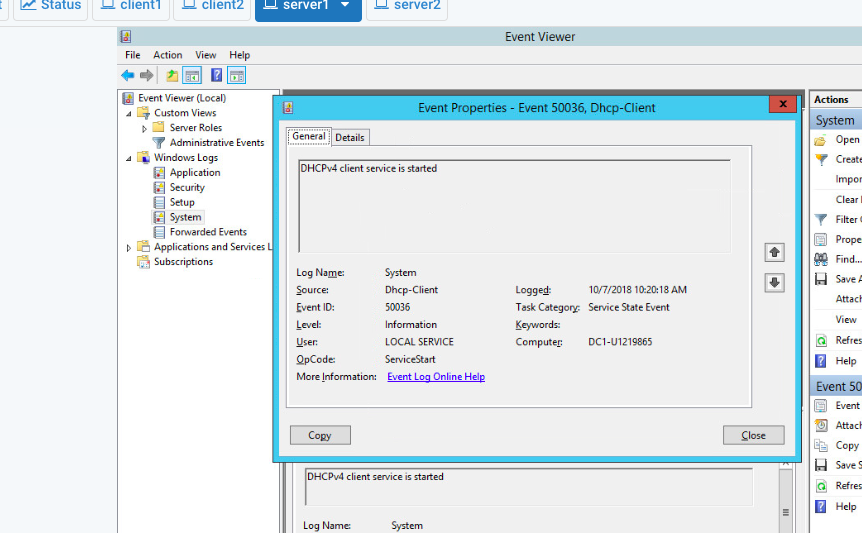 t
Status
client1
client2
server1
server2
Event Viewer
File Action View Help
Event Viewer (Local)
Custom Views
Server Roles
Administrative Events
Windows Logs
Application
Security
Setup
System
Forwarded Events
Applications and Services L
Subscriptions
Event Properties - Event 50036, Dhcp-Client
x
General
Details
DHCPv4 client service is started
Log Name: System
Source: Dhcp-Client
Logged: 10/7/2018 10:20:18 AM
Event ID: 50036
Task Category: Service State Event
Level: Information
Keywords:
User: LOCAL SERVICE
Computer: DC1-U1219865
OpCode: ServiceStart
More Information: Event Log Online Help
Copy
Close
DHCPv4 client service is started
Log Name: System
Actions
System
Open
Create
Impor
Clear
Filter
Prope
Find...
Save A
Attach
View
Refres
Help
Event 50
Event
Attach
Copy
Save S
Refres
Help